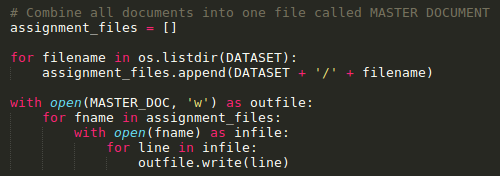 # Combine all documents into one file called MASTER DOCUMENT
assignment_files = []
for filename in os.listdir(DATASET):
    assignment_files.append(DATASET + '/' + filename)
with open(MASTER_DOC, 'w') as outfile:
    for fname in assignment_files:
        with open(fname) as infile:
            for line in infile:
                outfile.write(line)